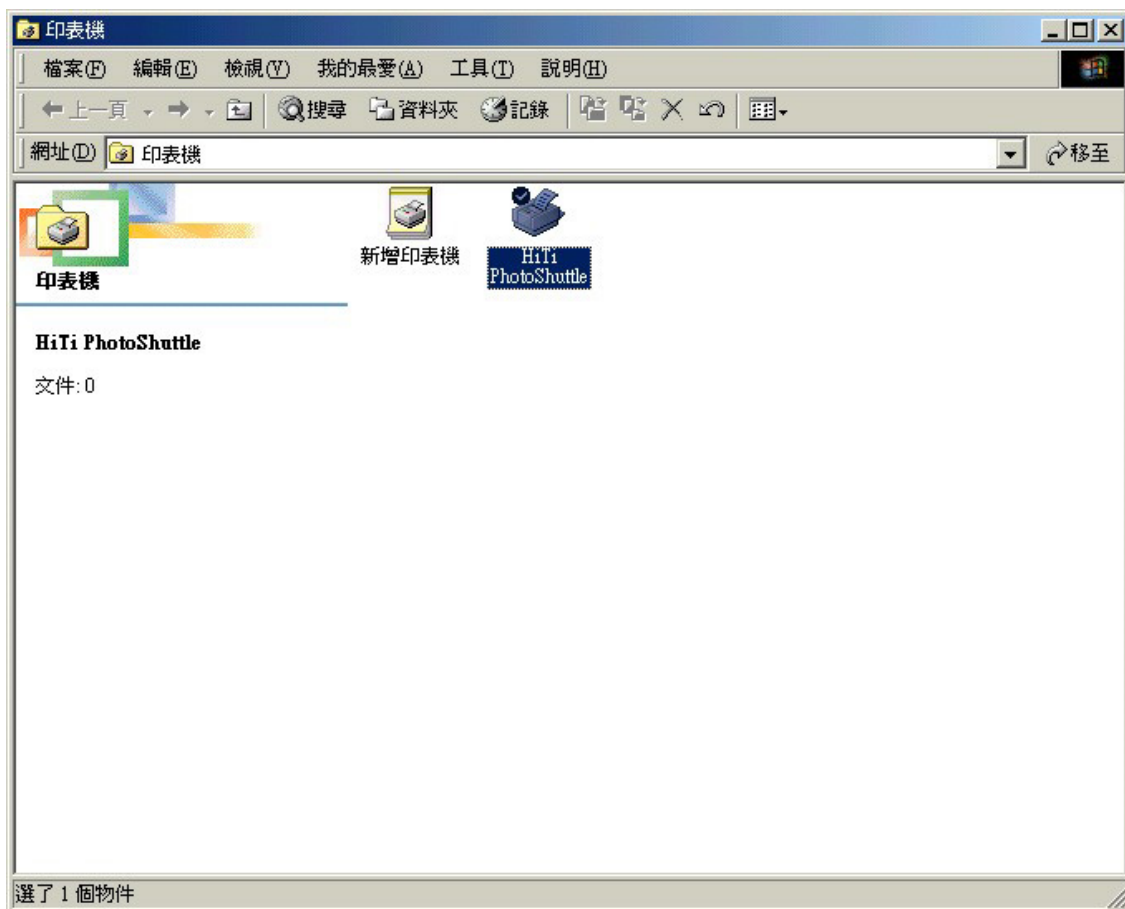 印表機
檔案(F) 編輯(E) 檢視(V) 我的最愛(A) 工具(T) 說明(H)
上一頁 搜尋 資料夾 記錄
網址(D) 印表機 移至
印表機
HiTi PhotoShuttle
文件: 0
新增印表機
HiTi
PhotoShuttle
選了 1 個物件